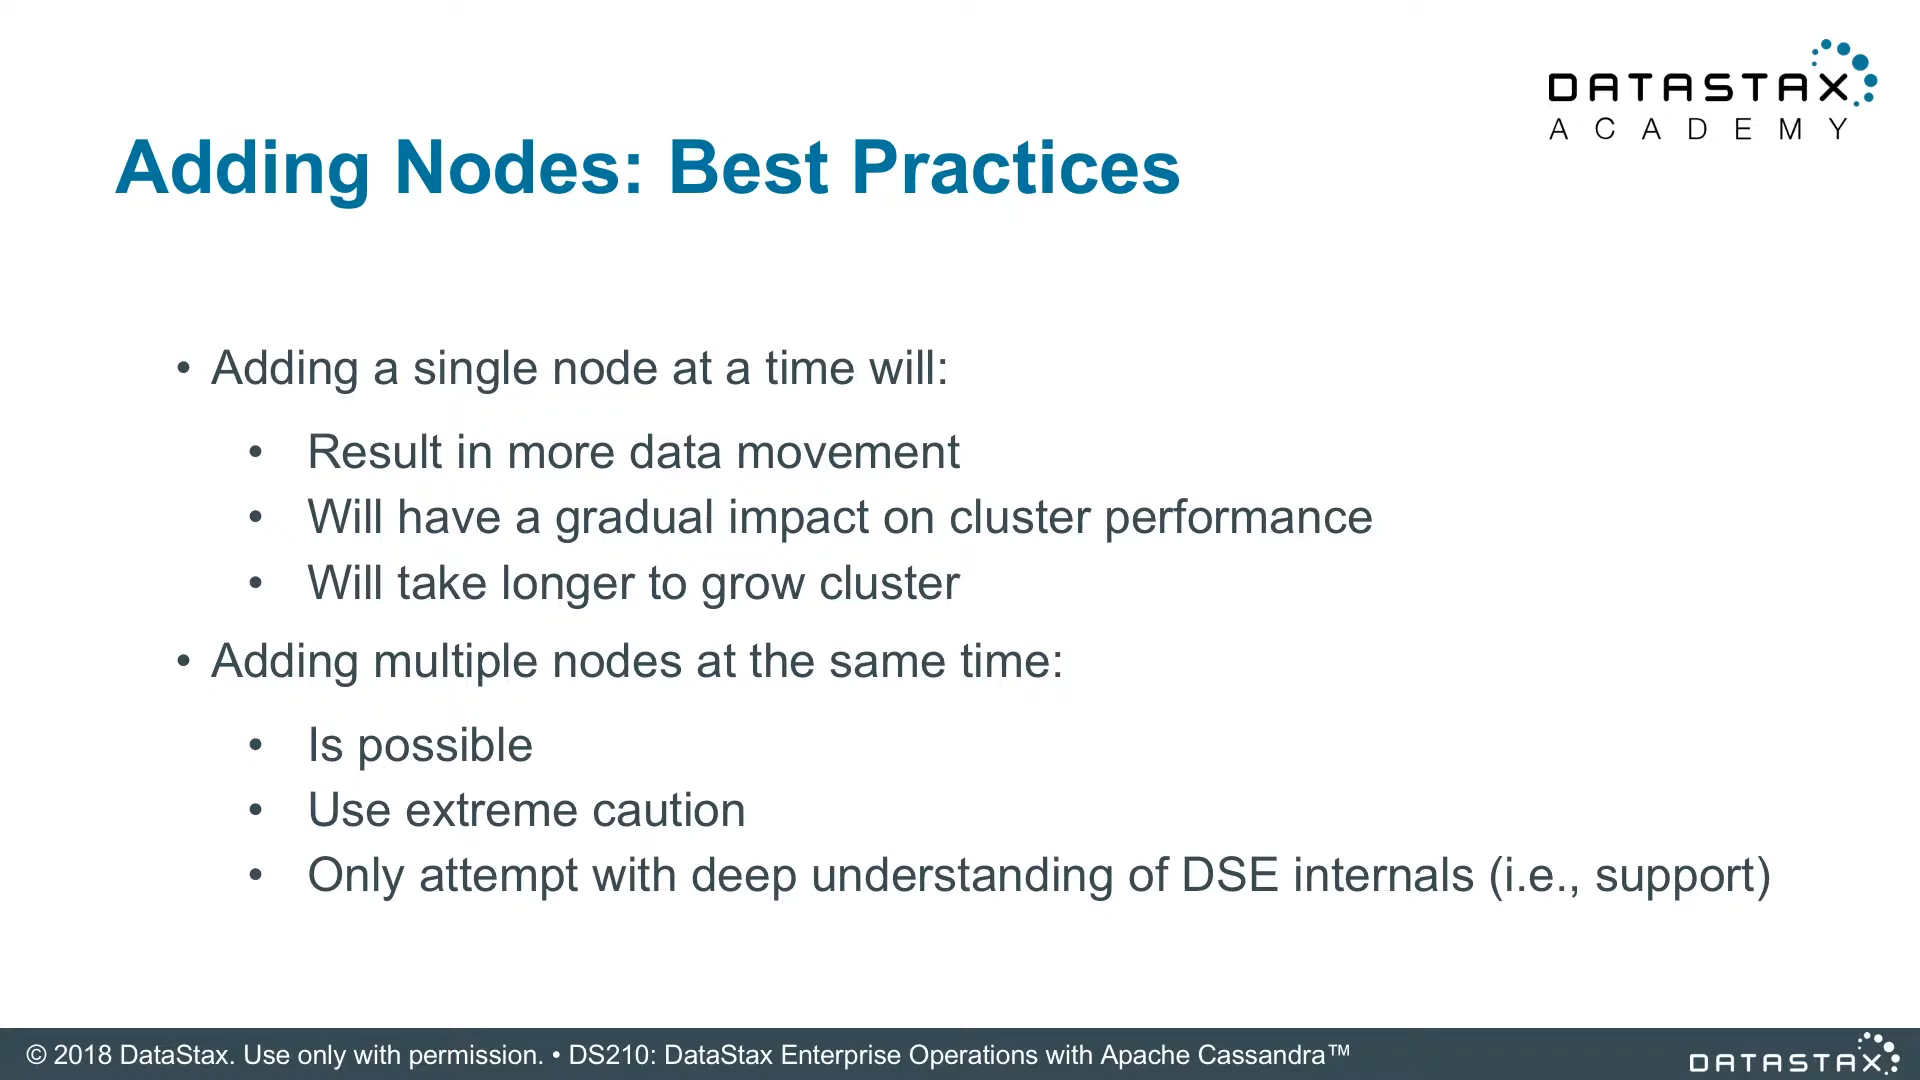 DATASTAX
ACADEMY
Adding Nodes: Best Practices
• Adding a single node at a time will:
• Result in more data movement
• Will have a gradual impact on cluster performance
• Will take longer to grow cluster
• Adding multiple nodes at the same time:
• Is possible
• Use extreme caution
• Only attempt with deep understanding of DSE internals (i.e., support)
© 2018 DataStax. Use only with permission. • DS210: DataStax Enterprise Operations with Apache Cassandra™
DATASTAX